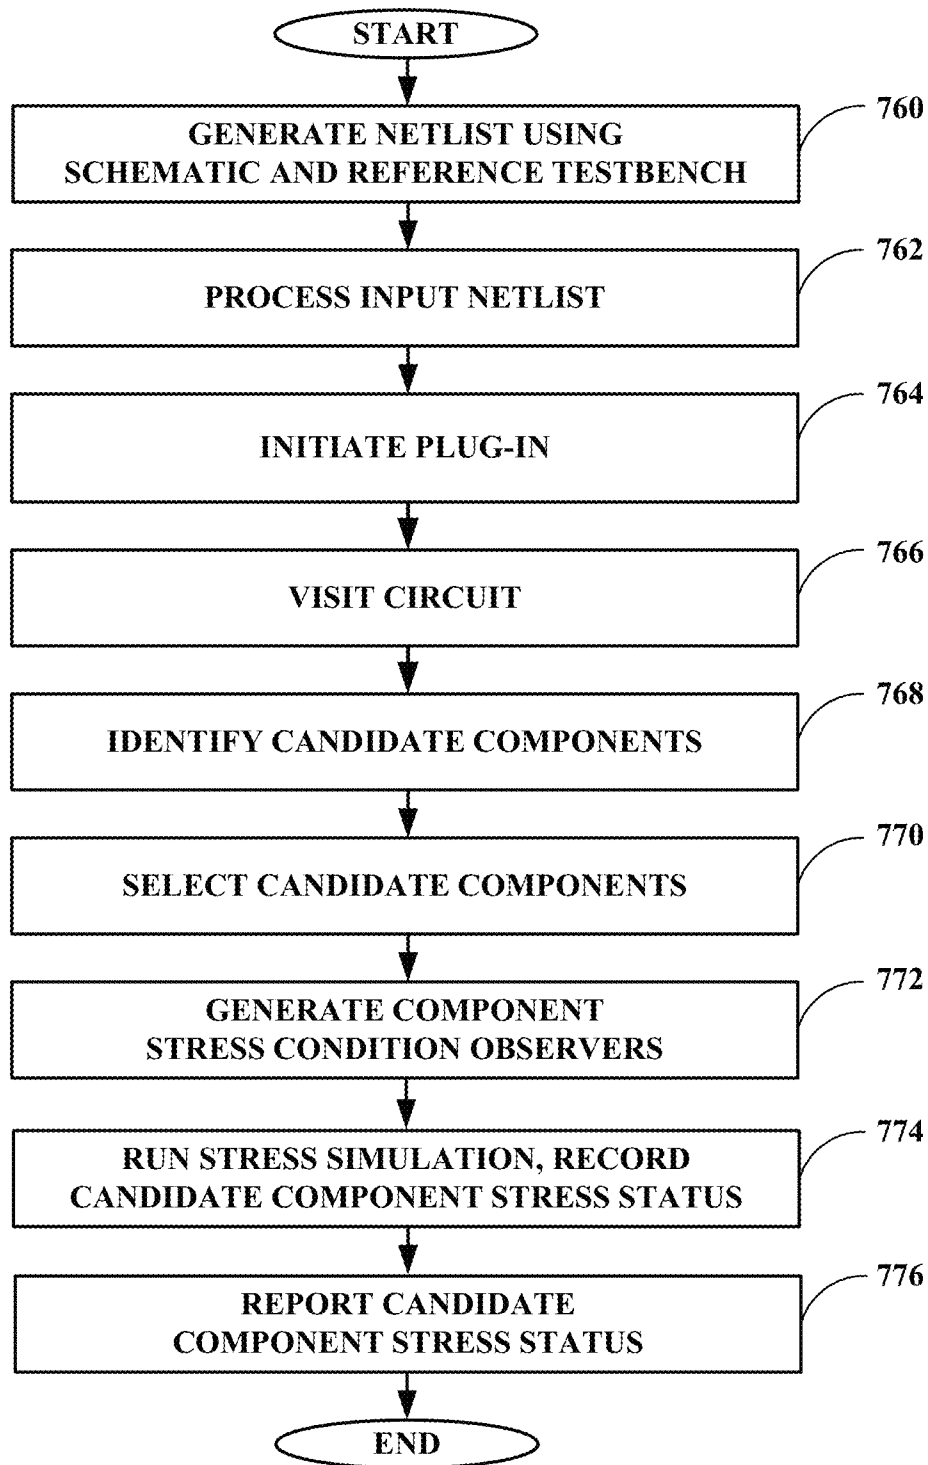 START
760
GENERATE NETLIST USING
SCHEMATIC AND REFERENCE TESTBENCH
762
PROCESS INPUT NETLIST
764
INITIATE PLUG-IN
766
VISIT CIRCUIT
768
IDENTIFY CANDIDATE COMPONENTS
770
SELECT CANDIDATE COMPONENTS
772
GENERATE COMPONENT
STRESS CONDITION OBSERVERS
774
RUN STRESS SIMULATION, RECORD
CANDIDATE COMPONENT STRESS STATUS
776
REPORT CANDIDATE
COMPONENT STRESS STATUS
END